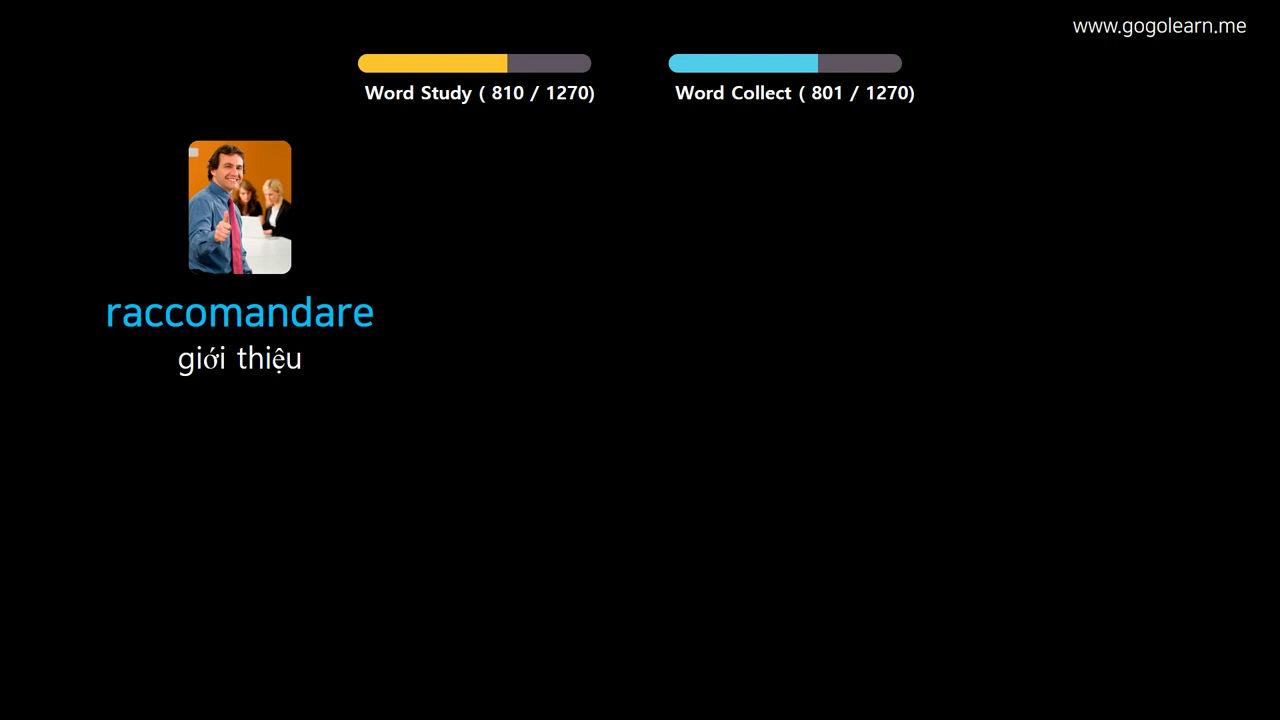 www.gogolearn.me
Word Study ( 810 / 1270)
Word Collect ( 801 / 1270)
raccomandare
giới thiệu